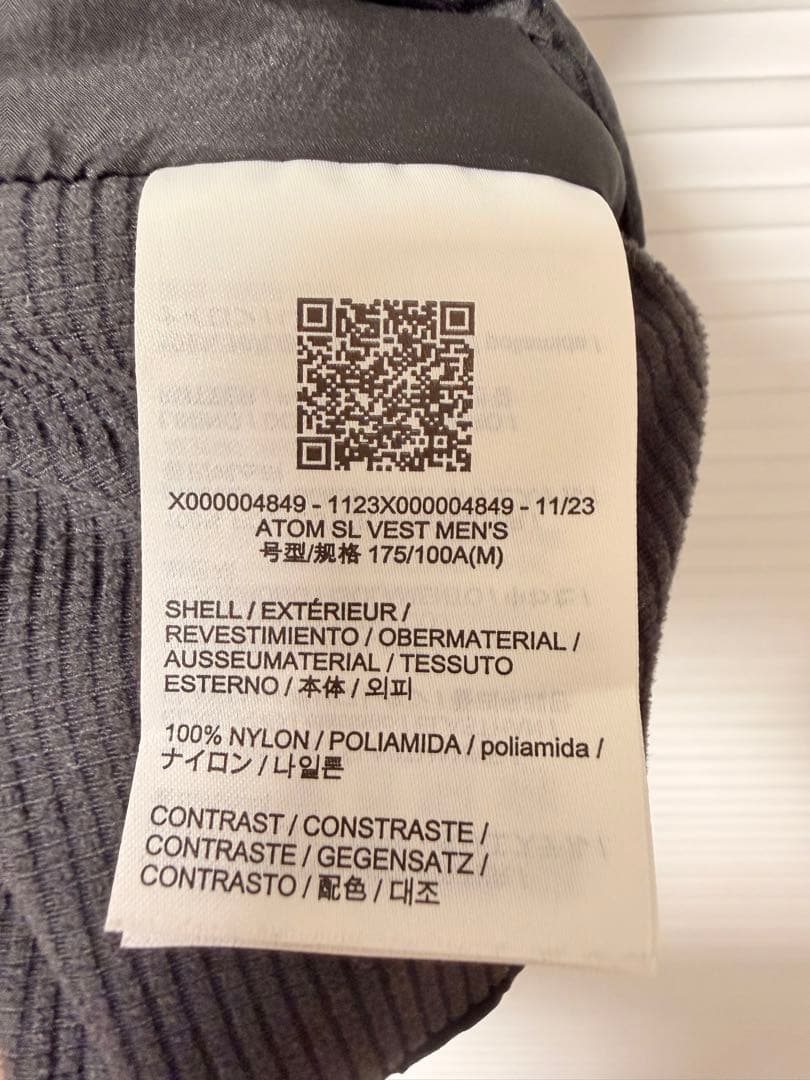 X000004849 - 1123X000004849 - 11/23
ATOM SL VEST MEN'S
号型/规格 175/100A(M)
SHELL / EXTÉRIEUR /
REVESTIMIENTO / OBERMATERIAL /
AUSSEUMATERIAL / TESSUTO
ESTERNO / 本体 / 외피
100% NYLON / POLIAMIDA / poliamida /
ナイロン / 나일론
CONTRAST / CONSTRASTE /
CONTRASTE / GEGENSATZ /
CONTRASTO / 配色 / 대조